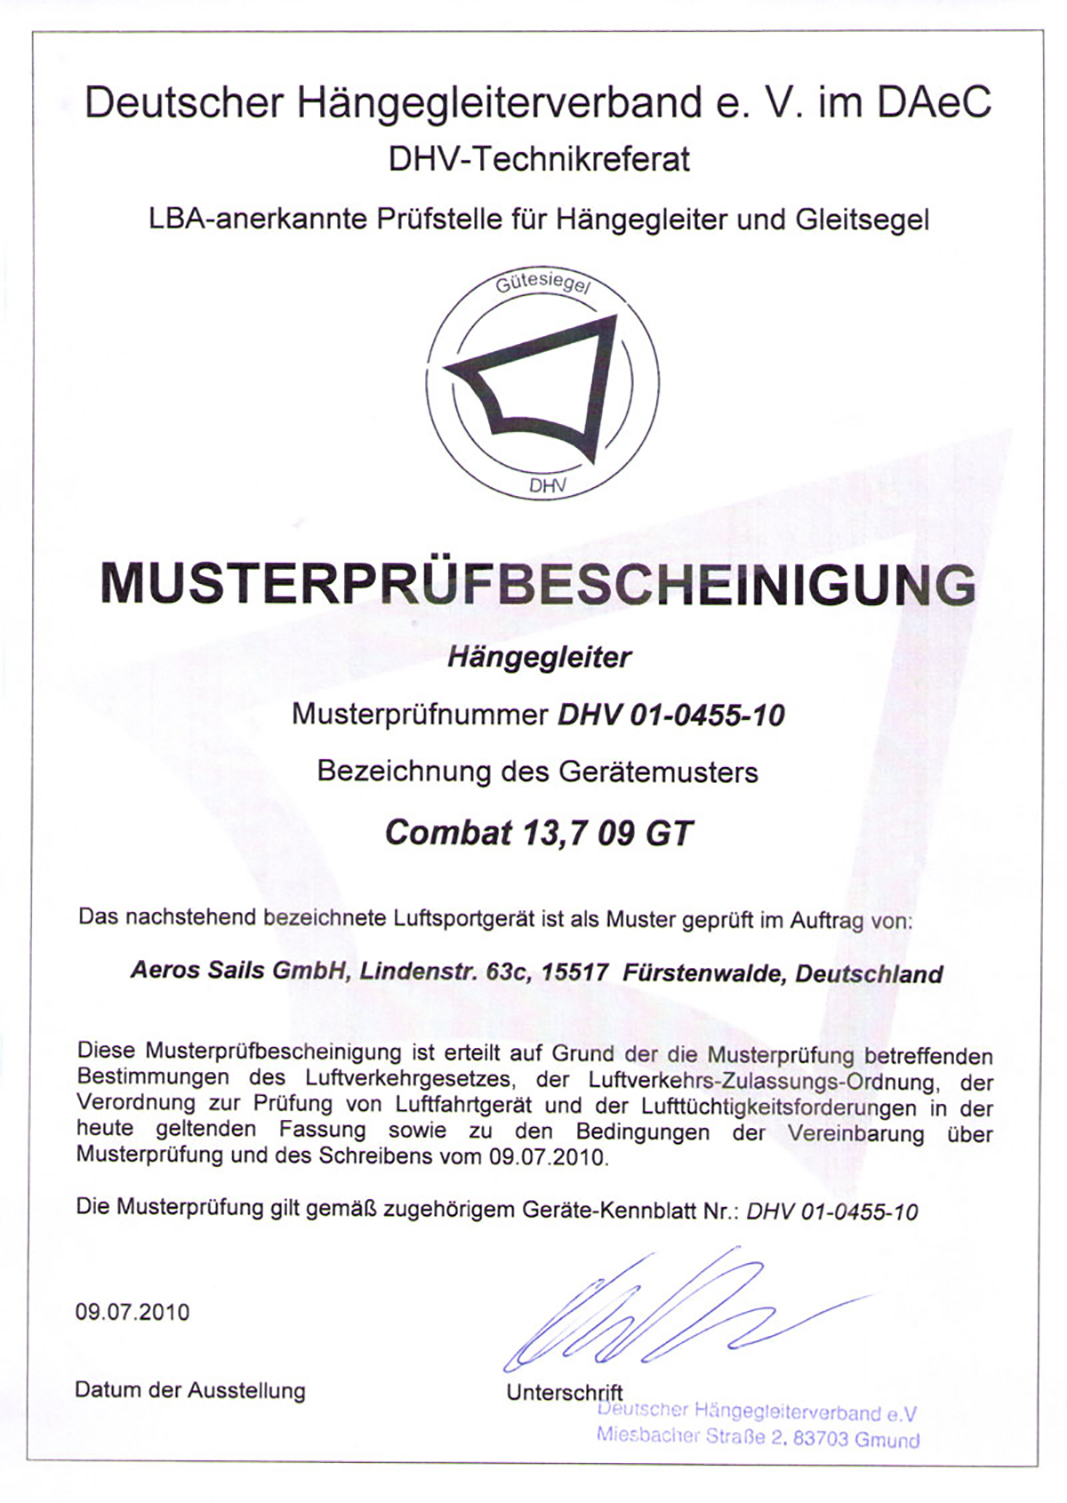 Deutscher Hängegleiterverband e. V. im DAeC
DHV-Technikreferat
LBA-anerkannte Prüfstelle für Hängegleiter und Gleitsegel
Gütesiegel
DHV
MUSTERPRÜFBESCHEINIGUNG
Hängegleiter
Musterprüfnummer DHV 01-0455-10
Bezeichnung des Gerätemusters
Combat 13,7 09 GT
Das nachstehend bezeichnete Luftsportgerät ist als Muster geprüft im Auftrag von:
Aeros Sails GmbH, Lindenstr. 63c, 15517 Fürstenwalde, Deutschland
Diese Musterprüfbescheinigung ist erteilt auf Grund der die Musterprüfung betreffenden
Bestimmungen des Luftverkehrgesetzes, der Luftverkehrs-Zulassungs-Ordnung, der
Verordnung zur Prüfung von Luftfahrtgerät und der Lufttüchtigkeitsforderungen in der
heute geltenden Fassung sowie zu den Bedingungen der Vereinbarung über
Musterprüfung und des Schreibens vom 09.07.2010.
Die Musterprüfung gilt gemäß zugehörigem Geräte-Kennblatt Nr.: DHV 01-0455-10
09.07.2010
Datum der Ausstellung
Unterschrift
Deutscher Hängegleiterverband e.V
Miesbacher Straße 2, 83703 Gmund